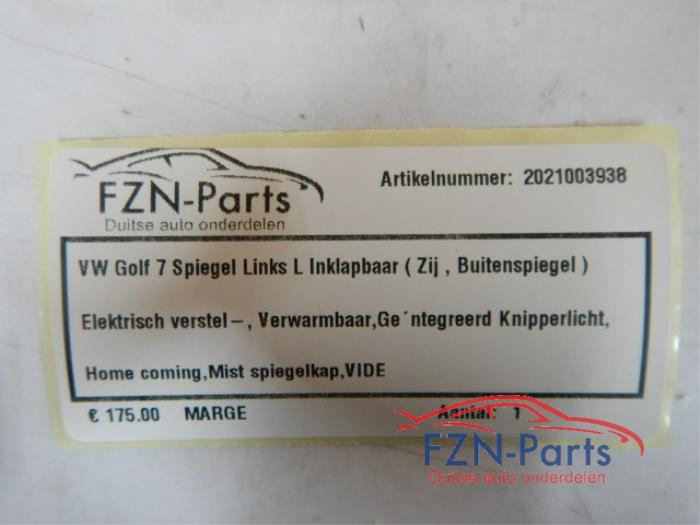 FZN-Parts
Duitse auto onderdelen
Artikelnummer: 2021003938
VW Golf 7 Spiegel Links L Inklapbaar ( Zij , Buitenspiegel )
Elektrisch verstel-, Verwarmbaar,Ge´ntegreerd Knipperlicht,
Home coming,Mist spiegelkap,VIDE
€ 175.00 MARGE Aantal: 1
FZN-Parts
Duitse auto onderdelen